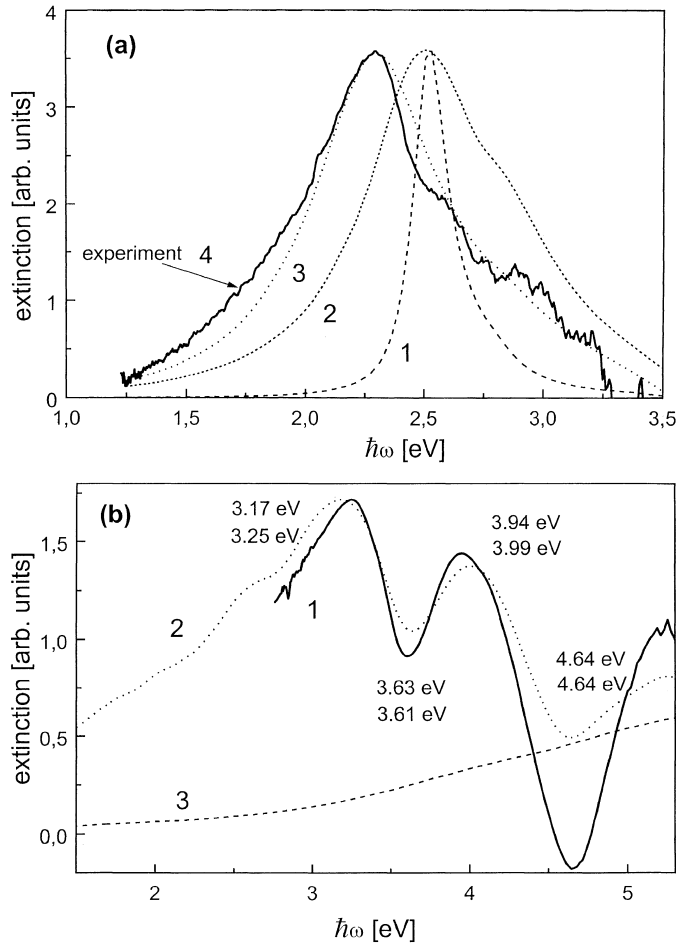 (a)
extinction [arb. units]
4
3
2
1
0
experiment 4
3
2
1
1,0 1,5 2,0 2,5 3,0 3,5
ħω [eV]
(b)
extinction [arb. units]
1,5
1,0
0,5
0,0
3.17 eV
3.25 eV
3.94 eV
3.99 eV
1
2
4.64 eV
4.64 eV
3.63 eV
3.61 eV
3
2 3 4 5
ħω [eV]